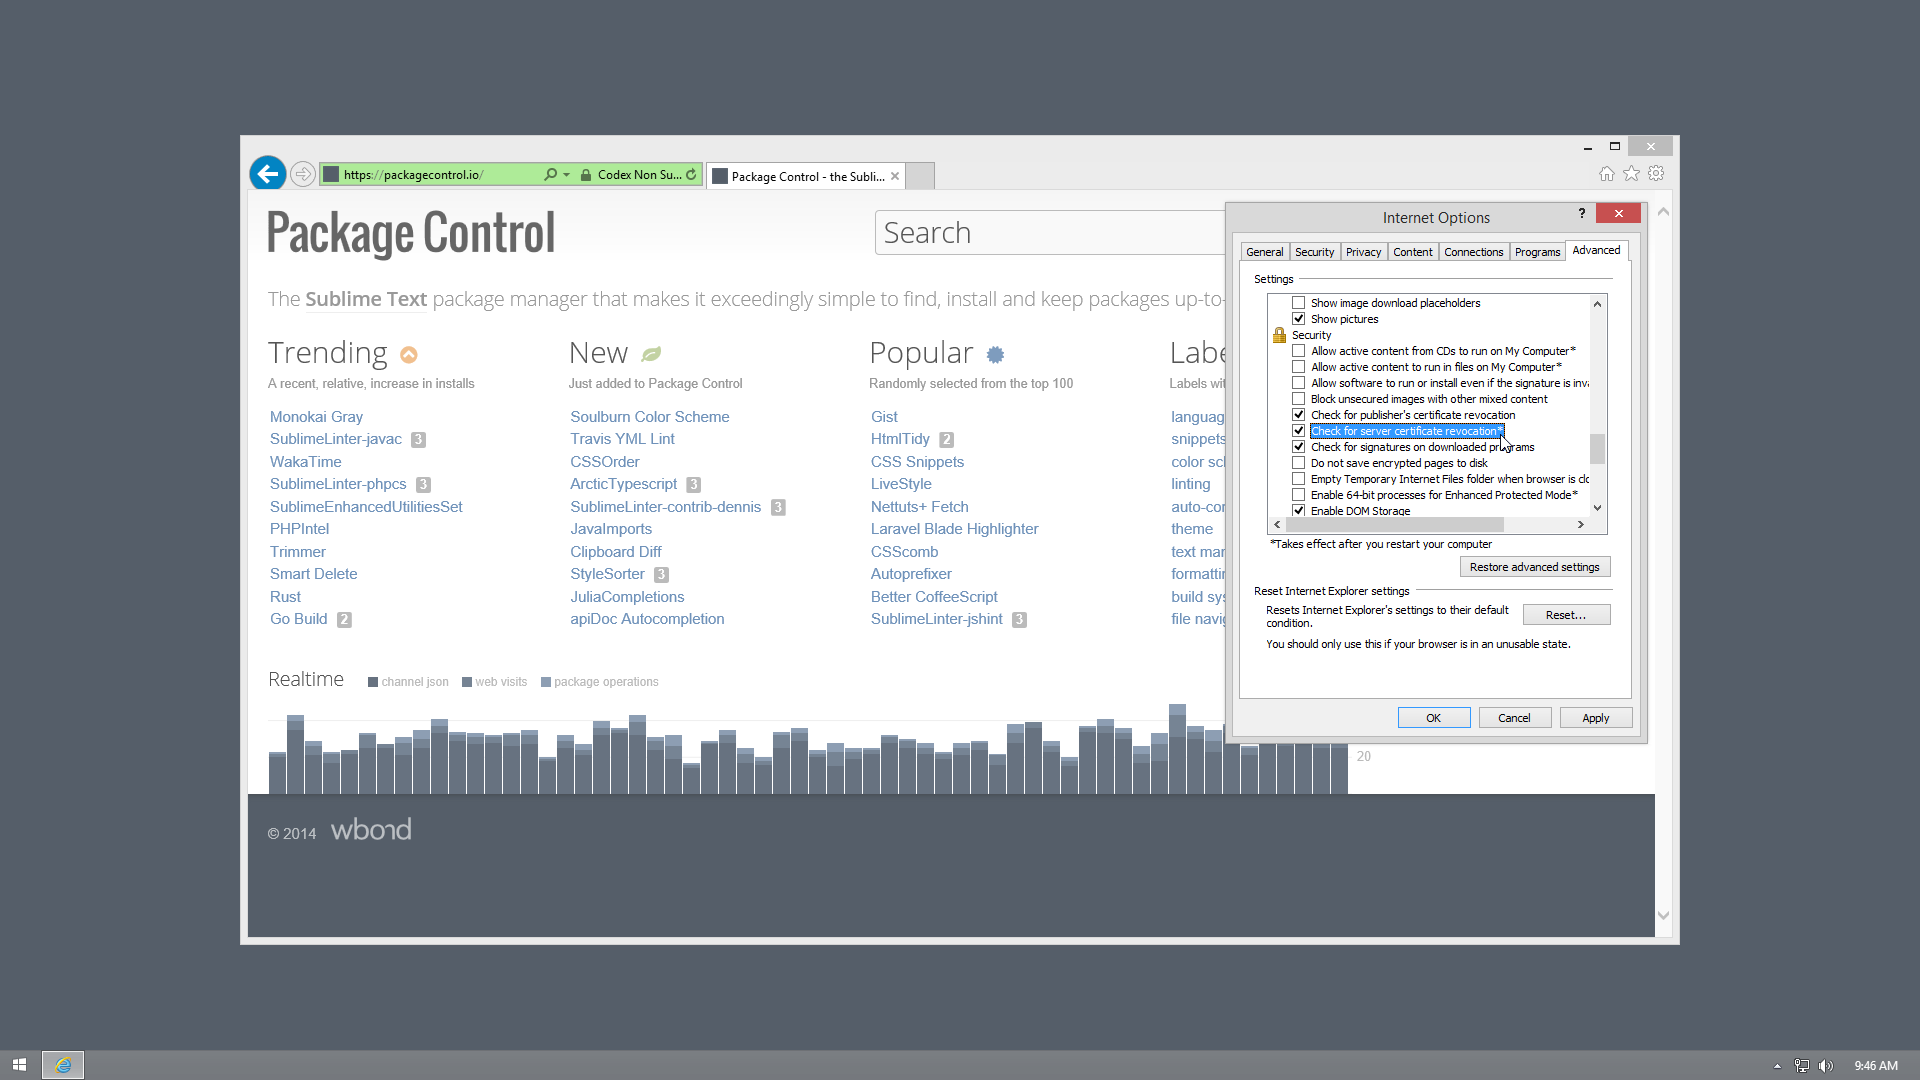 https://packagecontrol.io/
Codex Non Su...
Package Control - the Subli...
Package Control
Search
The Sublime Text package manager that makes it exceedingly simple to find, install and keep packages up-to-
Trending
A recent, relative, increase in installs
Monokai Gray
SublimeLinter-javac 3
WakaTime
SublimeLinter-phpcs 3
SublimeEnhancedUtilitiesSet
PHPIntel
Trimmer
Smart Delete
Rust
Go Build 2
New
Just added to Package Control
Soulburn Color Scheme
Travis YML Lint
CSSOrder
ArcticTypescript 3
SublimeLinter-contrib-dennis 3
JavaImports
Clipboard Diff
StyleSorter 3
JuliaCompletions
apiDoc Autocompletion
Popular
Randomly selected from the top 100
Gist
HtmlTidy 2
CSS Snippets
LiveStyle
Nettuts+ Fetch
Laravel Blade Highlighter
CSScomb
Autoprefixer
Better CoffeeScript
SublimeLinter-jshint 3
Labe
Labels wit
languag
snippets
color sc
linting
auto-cor
theme
text mar
formattin
build sys
file navig
Realtime
channel json
web visits
package operations
20
© 2014 wbond
Internet Options
?
General
Security
Privacy
Content
Connections
Programs
Advanced
Settings
Show image download placeholders
Show pictures
Security
Allow active content from CDs to run on My Computer*
Allow active content to run in files on My Computer*
Allow software to run or install even if the signature is inva
Block unsecured images with other mixed content
Check for publisher's certificate revocation
Check for server certificate revocation*
Check for signatures on downloaded programs
Do not save encrypted pages to disk
Empty Temporary Internet Files folder when browser is clo
Enable 64-bit processes for Enhanced Protected Mode*
Enable DOM Storage
*Takes effect after you restart your computer
Restore advanced settings
Reset Internet Explorer settings
Resets Internet Explorer's settings to their default
condition.
Reset...
You should only use this if your browser is in an unusable state.
OK
Cancel
Apply
9:46 AM